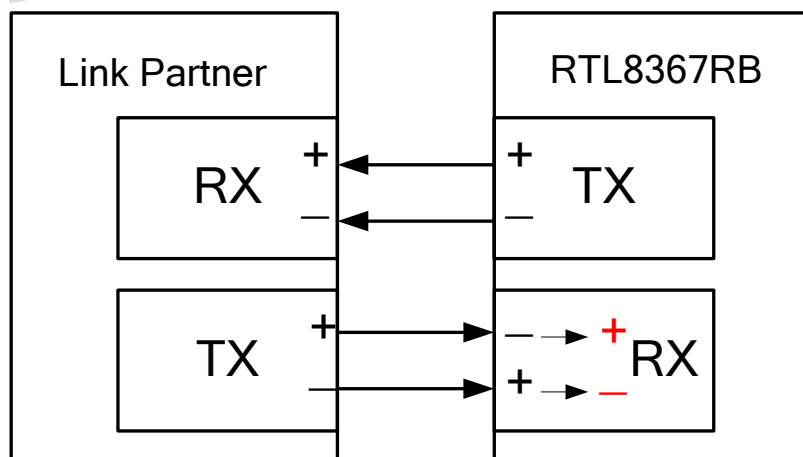 Link Partner
RTL8367RB
RX + + TX
— —
TX + — + RX
— + —